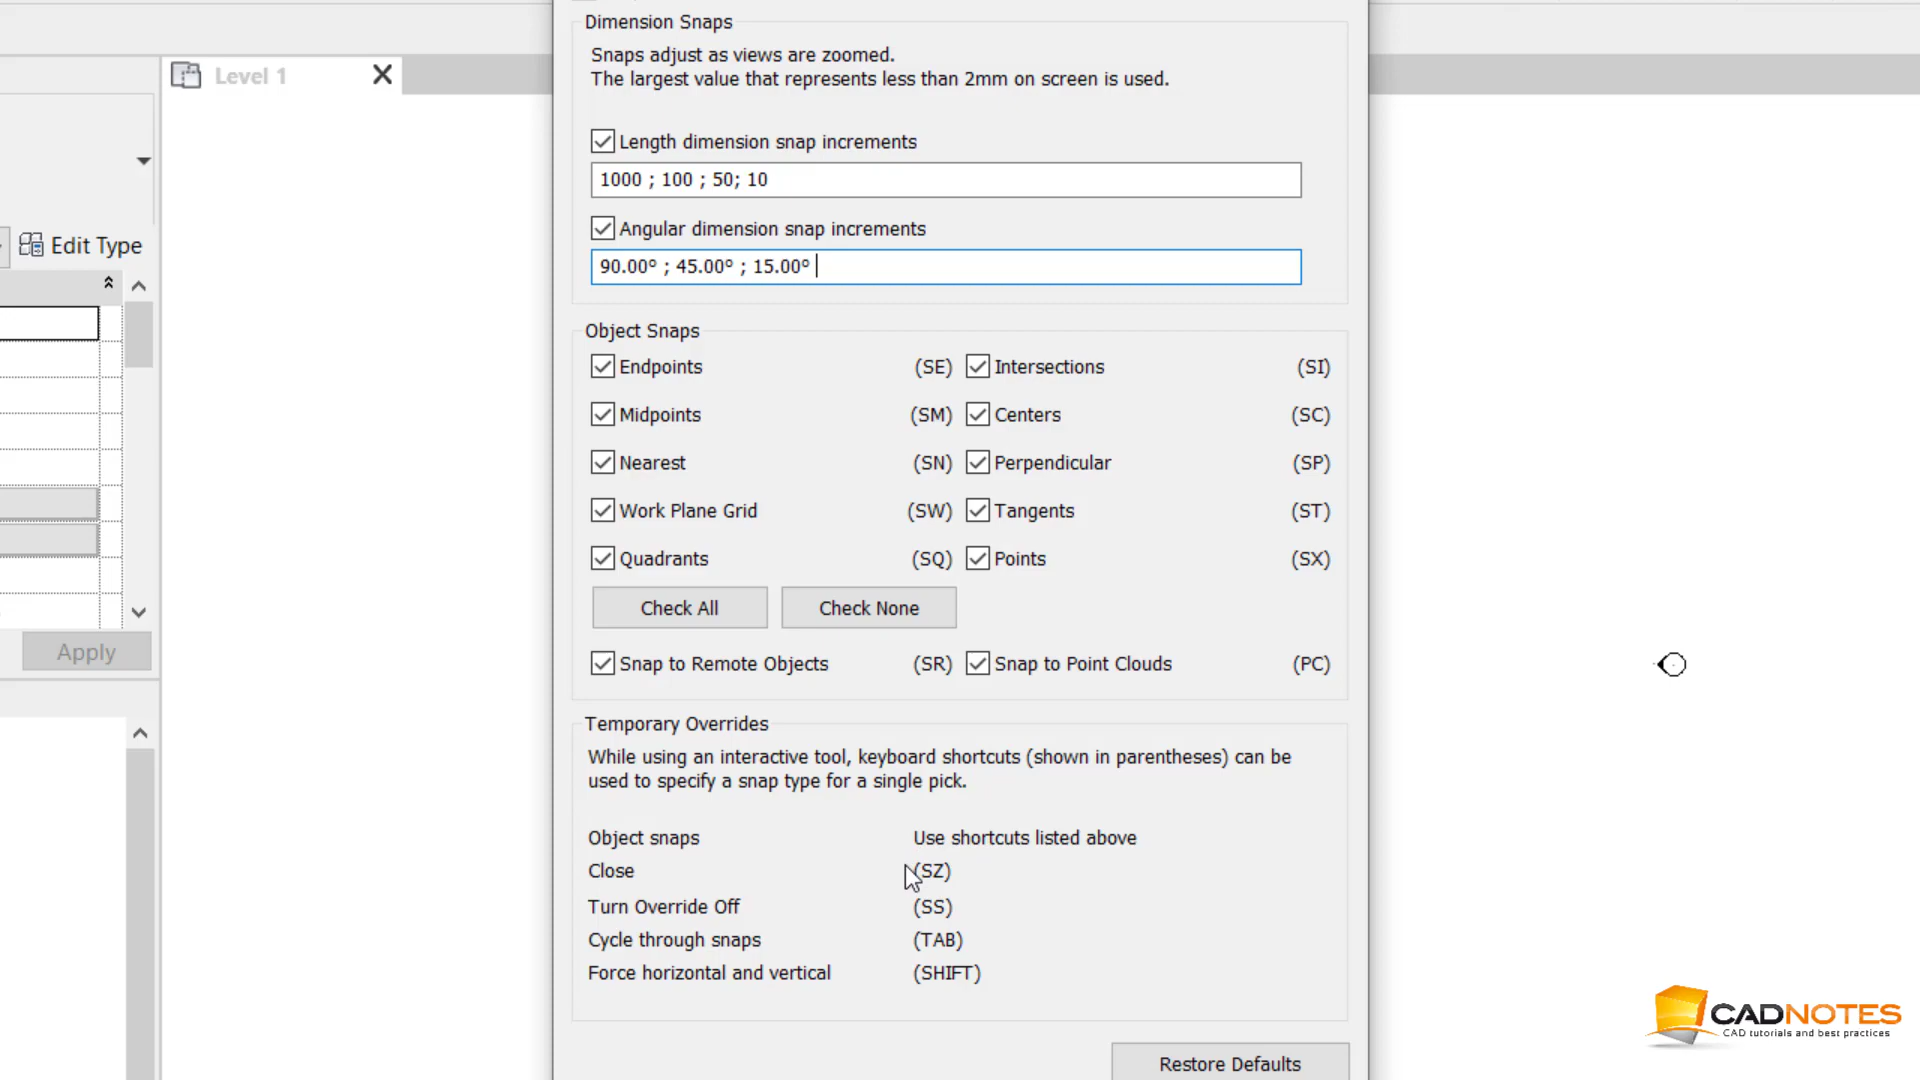 Dimension Snaps
Snaps adjust as views are zoomed.
The largest value that represents less than 2mm on screen is used.
Level 1
Length dimension snap increments
1000 ; 100 ; 50; 10
Angular dimension snap increments
90.00° ; 45.00° ; 15.00°
Edit Type
Object Snaps
Endpoints (SE) Intersections (SI)
Midpoints (SM) Centers (SC)
Nearest (SN) Perpendicular (SP)
Work Plane Grid (SW) Tangents (ST)
Quadrants (SQ) Points (SX)
Check All Check None
Apply
Snap to Remote Objects (SR) Snap to Point Clouds (PC)
Temporary Overrides
While using an interactive tool, keyboard shortcuts (shown in parentheses) can be
used to specify a snap type for a single pick.
Object snaps Use shortcuts listed above
Close (SZ)
Turn Override Off (SS)
Cycle through snaps (TAB)
Force horizontal and vertical (SHIFT)
Restore Defaults
CADNOTES
CAD tutorials and best practices